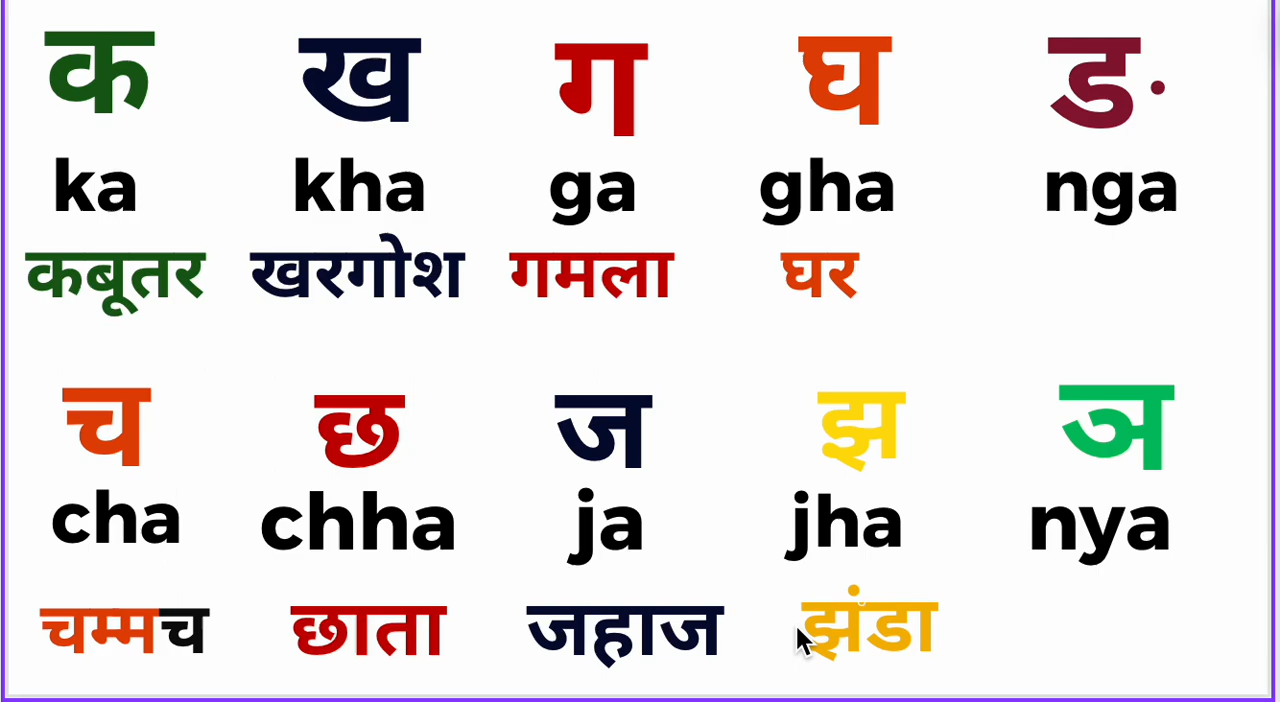 क ख ग घ ङ
ka kha ga gha nga
कबूतर खरगोश गमला घर
च छ ज झ ञ
cha chha ja jha nya
चम्मच छाता जहाज झंडा